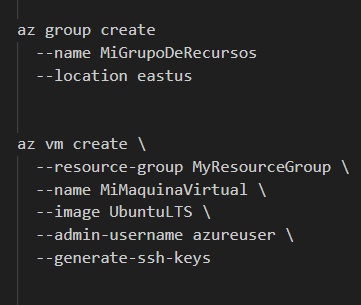 az group create
--name MiGrupoDeRecursos
--location eastus
az vm create \
--resource-group MyResourceGroup \
--name MiMaquinaVirtual \
--image UbuntuLTS \
--admin-username azureuser \
--generate-ssh-keys